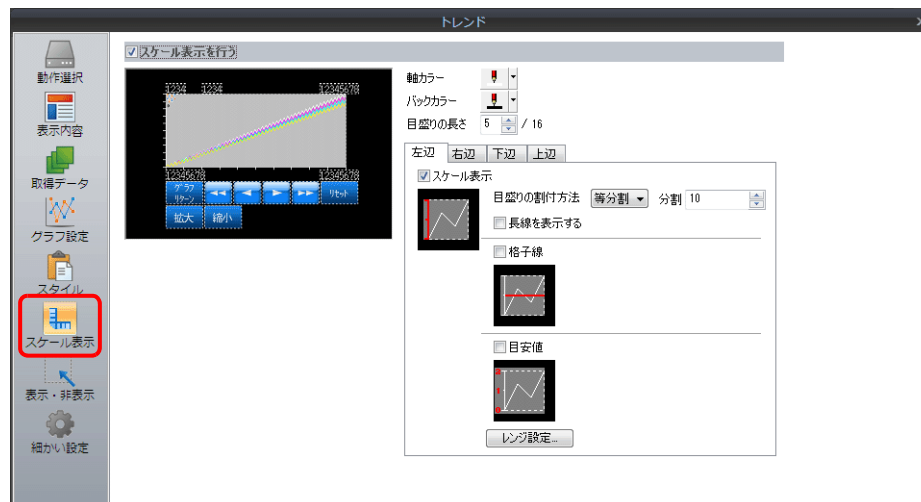 トレンド
動作選択
表示内容
取得データ
グラフ設定
スタイル
スケール表示
表示・非表示
細かい設定
スケール表示を行う
1234 1234 12345678
12345678 12345678
グラフ
リターン
リセット
拡大 縮小
軸カラー
バックカラー
目盛りの長さ 5 / 16
左辺 右辺 下辺 上辺
スケール表示
目盛りの割付方法 等分割 分割 10
長線を表示する
格子線
目安値
レンジ設定...